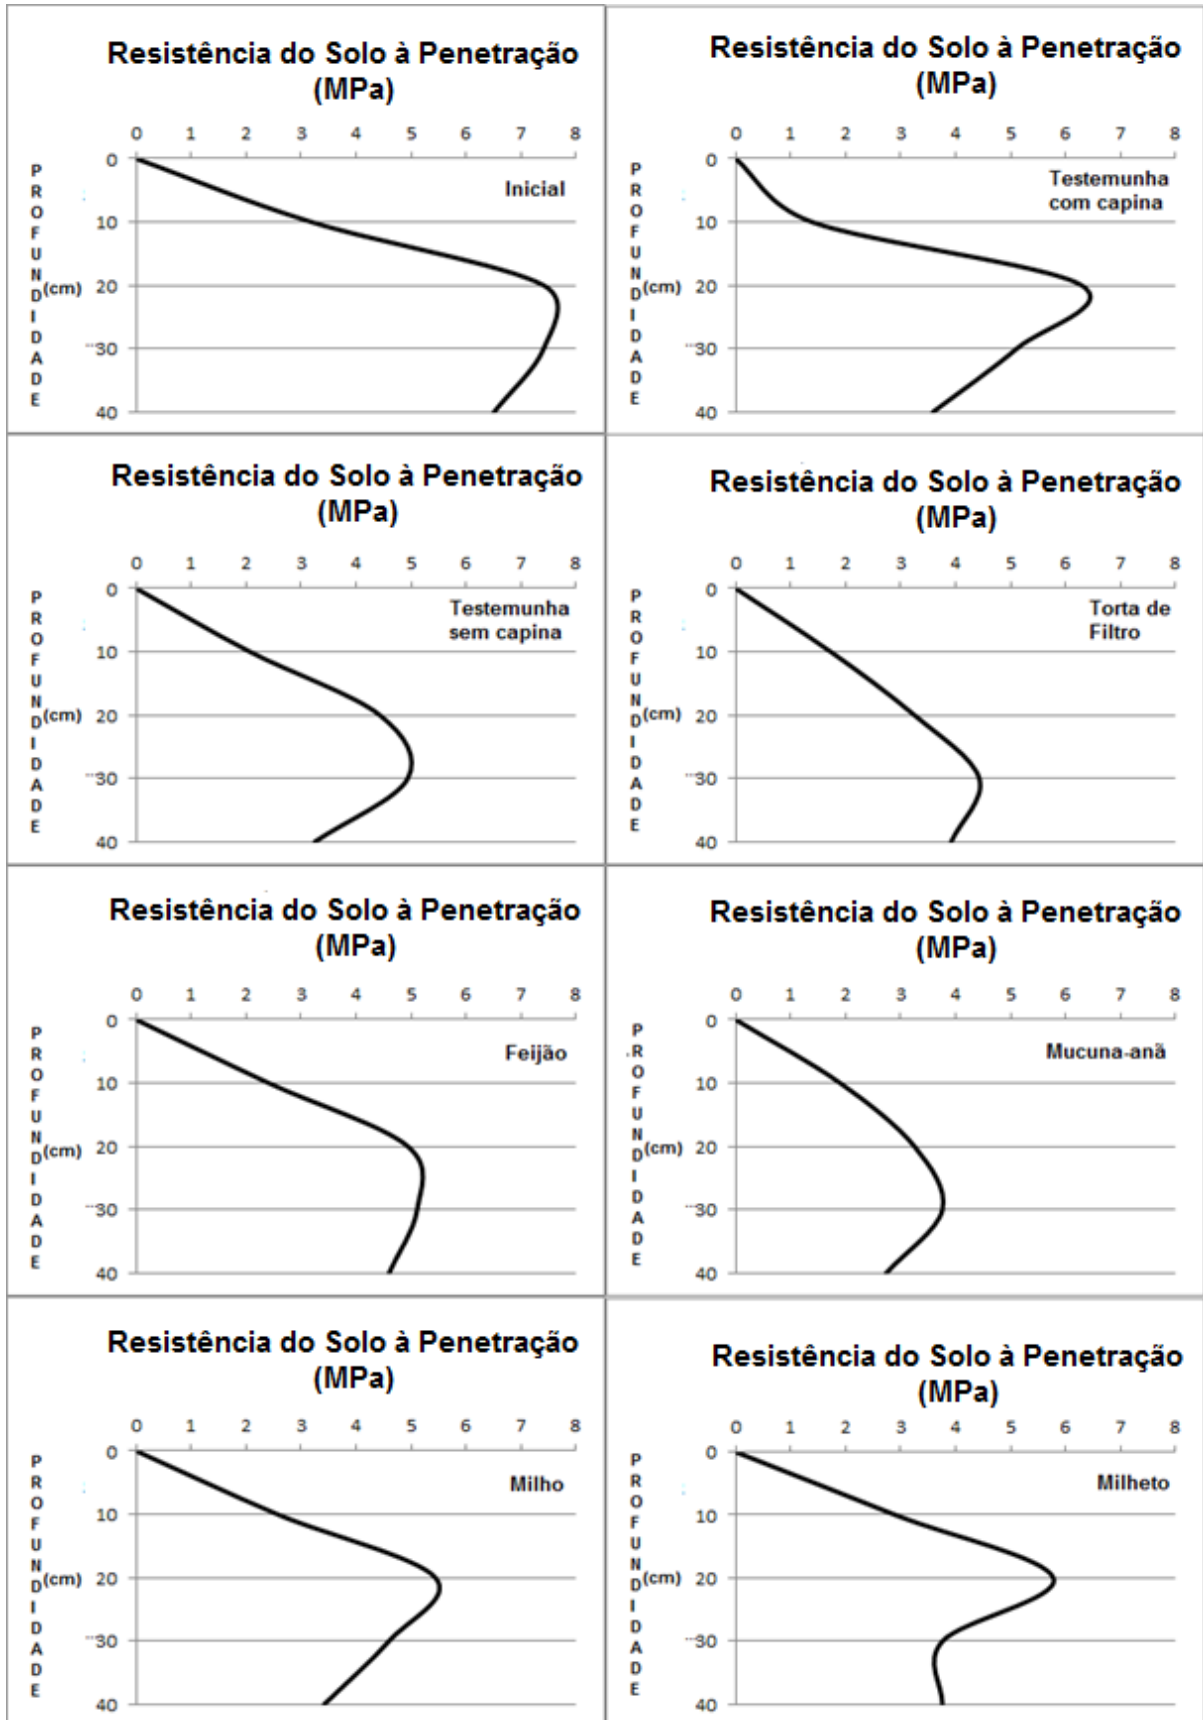 Resistência do Solo à Penetração
(MPa)
0 1 2 3 4 5 6 7 8
Inicial
PROFUNDIDADE
(cm)
0
10
20
30
40
Resistência do Solo à Penetração
(MPa)
0 1 2 3 4 5 6 7 8
Testemunha
com capina
PROFUNDIDADE
(cm)
0
10
20
30
40
Resistência do Solo à Penetração
(MPa)
0 1 2 3 4 5 6 7 8
Testemunha
sem capina
PROFUNDIDADE
(cm)
0
10
20
30
40
Resistência do Solo à Penetração
(MPa)
0 1 2 3 4 5 6 7 8
Torta de
Filtro
PROFUNDIDADE
(cm)
0
10
20
30
40
Resistência do Solo à Penetração
(MPa)
0 1 2 3 4 5 6 7 8
Feijão
PROFUNDIDADE
(cm)
0
10
20
30
40
Resistência do Solo à Penetração
(MPa)
0 1 2 3 4 5 6 7 8
Mucuna-anã
PROFUNDIDADE
(cm)
0
10
20
30
40
Resistência do Solo à Penetração
(MPa)
0 1 2 3 4 5 6 7 8
Milho
PROFUNDIDADE
(cm)
0
10
20
30
40
Resistência do Solo à Penetração
(MPa)
0 1 2 3 4 5 6 7 8
Milheto
PROFUNDIDADE
(cm)
0
10
20
30
40